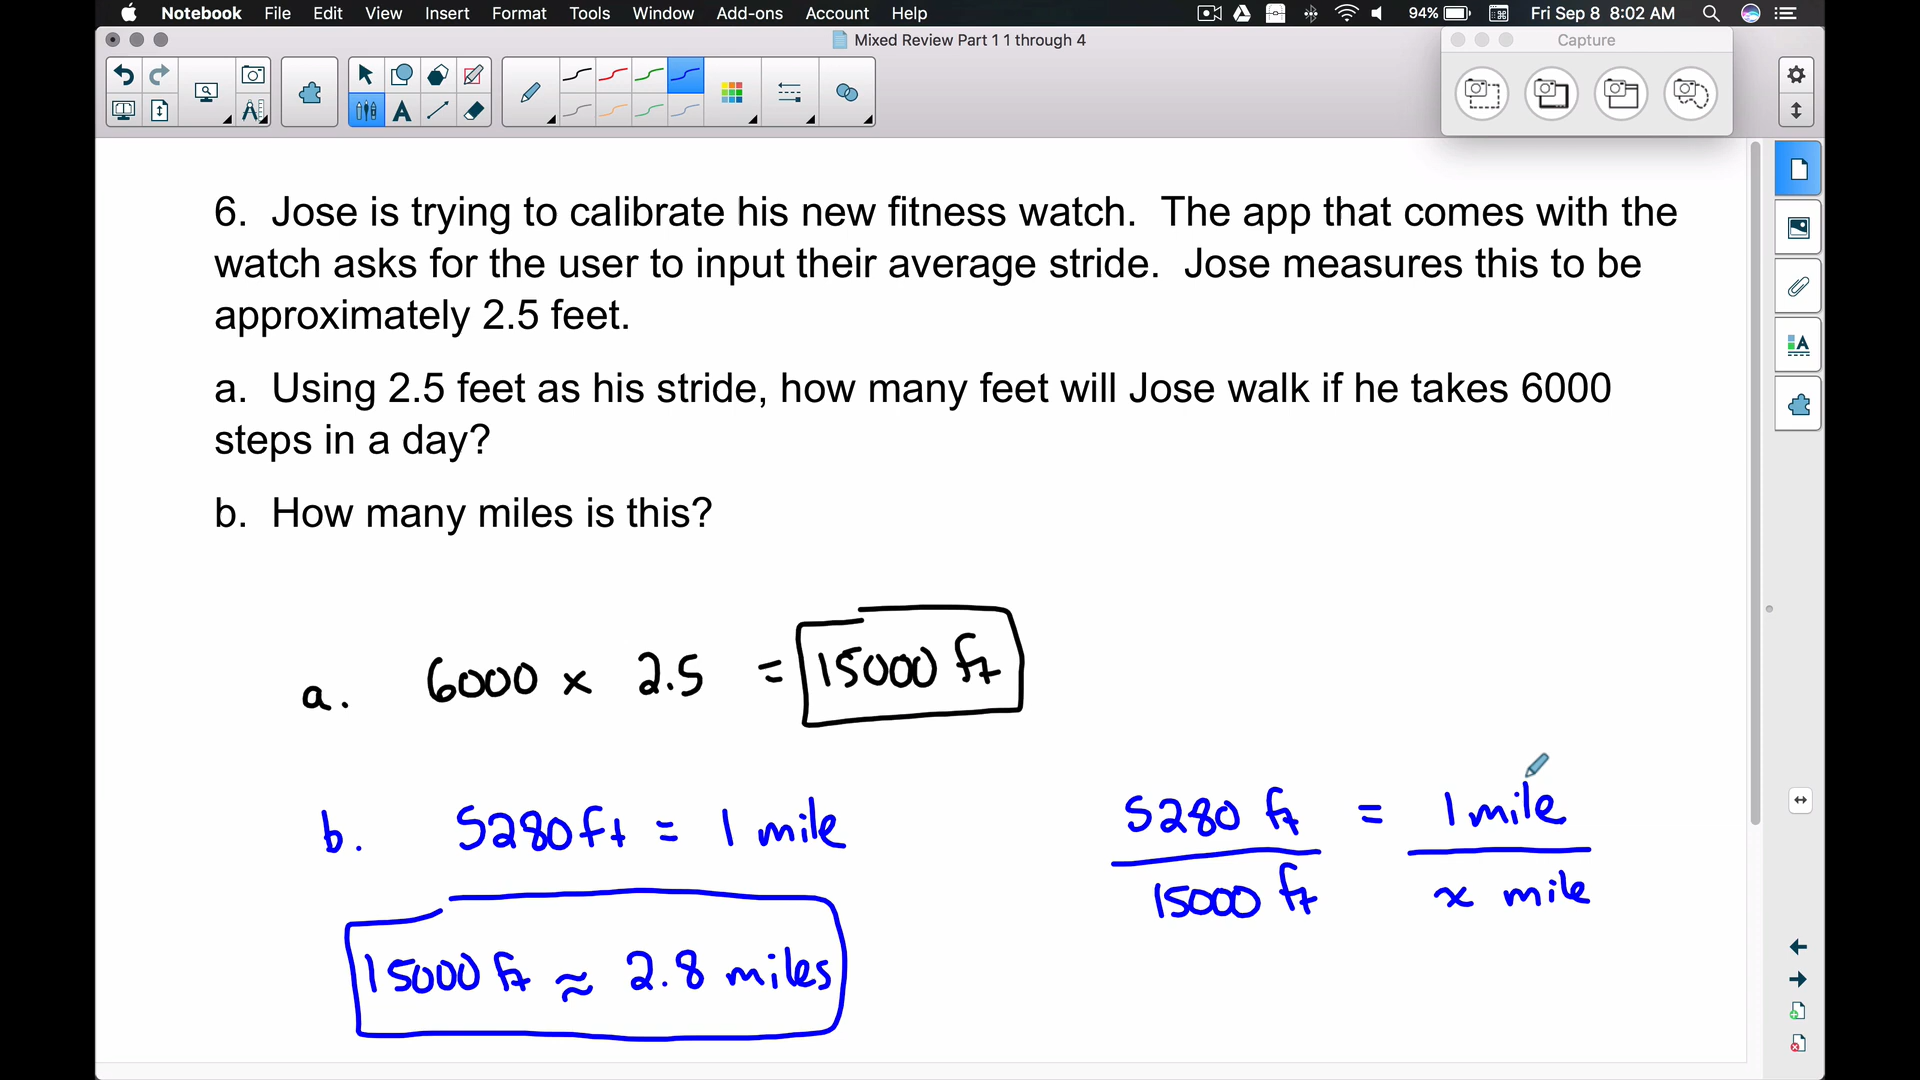 Notebook File Edit View Insert Format Tools Window Add-ons Account Help 94% Fri Sep 8 8:02 AM
Mixed Review Part 1 1 through 4
Capture
6. Jose is trying to calibrate his new fitness watch. The app that comes with the
watch asks for the user to input their average stride. Jose measures this to be
approximately 2.5 feet.
a. Using 2.5 feet as his stride, how many feet will Jose walk if he takes 6000
steps in a day?
b. How many miles is this?
a. 6000 x 2.5 = 15000 ft
b. 5280 ft = 1 mile
15000 ft ≈ 2.8 miles
5280 ft = 1 mile
15000 ft x mile